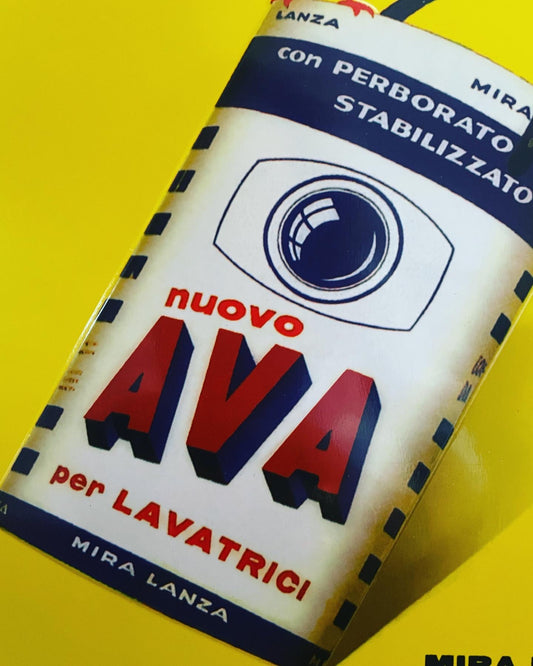 LANZA
MIRA
con PERBORATO
STABILIZZATO
nuovo
AVA
per LAVATRICI
MIRA LANZA
MIRA